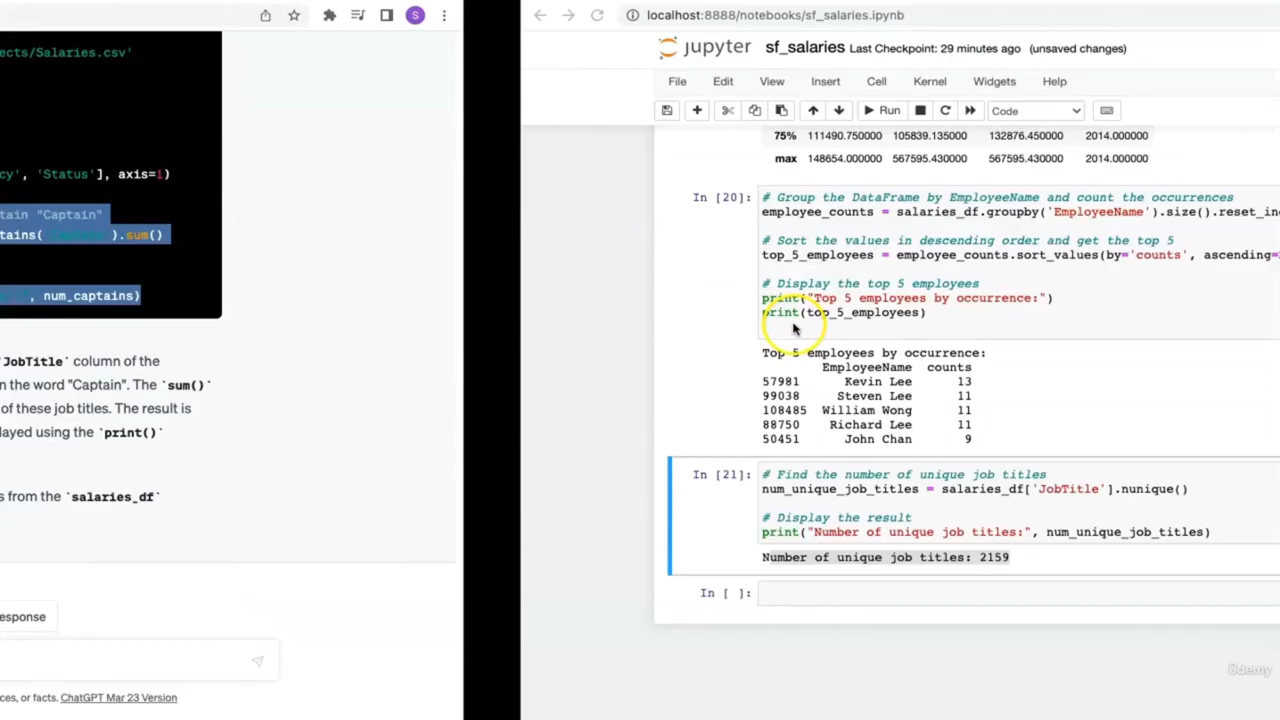 S
ects/Salaries.csv'
cy', 'Status'], axis=1)
tain "Captain"
tains( ).sum()
, num_captains)
`JobTitle` column of the
n the word "Captain". The `sum()`
of these job titles. The result is
ayed using the `print()`
s from the `salaries_df`
esponse
ces, or facts. ChatGPT Mar 23 Version
localhost:8888/notebooks/sf_salaries.ipynb
jupyter sf_salaries Last Checkpoint: 29 minutes ago (unsaved changes)
File Edit View Insert Cell Kernel Widgets Help
Run Code
75% 111490.750000 105839.135000 132876.450000 2014.000000
max 148654.000000 567595.430000 567595.430000 2014.000000
In [20]: # Group the DataFrame by EmployeeName and count the occurrences
employee_counts = salaries_df.groupby('EmployeeName').size().reset_in
# Sort the values in descending order and get the top 5
top_5_employees = employee_counts.sort_values(by='counts', ascending=
# Display the top 5 employees
print("Top 5 employees by occurrence:")
print(top_5_employees)
Top 5 employees by occurrence:
EmployeeName counts
57981 Kevin Lee 13
99038 Steven Lee 11
108485 William Wong 11
88750 Richard Lee 11
50451 John Chan 9
In [21]: # Find the number of unique job titles
num_unique_job_titles = salaries_df['JobTitle'].nunique()
# Display the result
print("Number of unique job titles:", num_unique_job_titles)
Number of unique job titles: 2159
In [ ]:
ûdemy